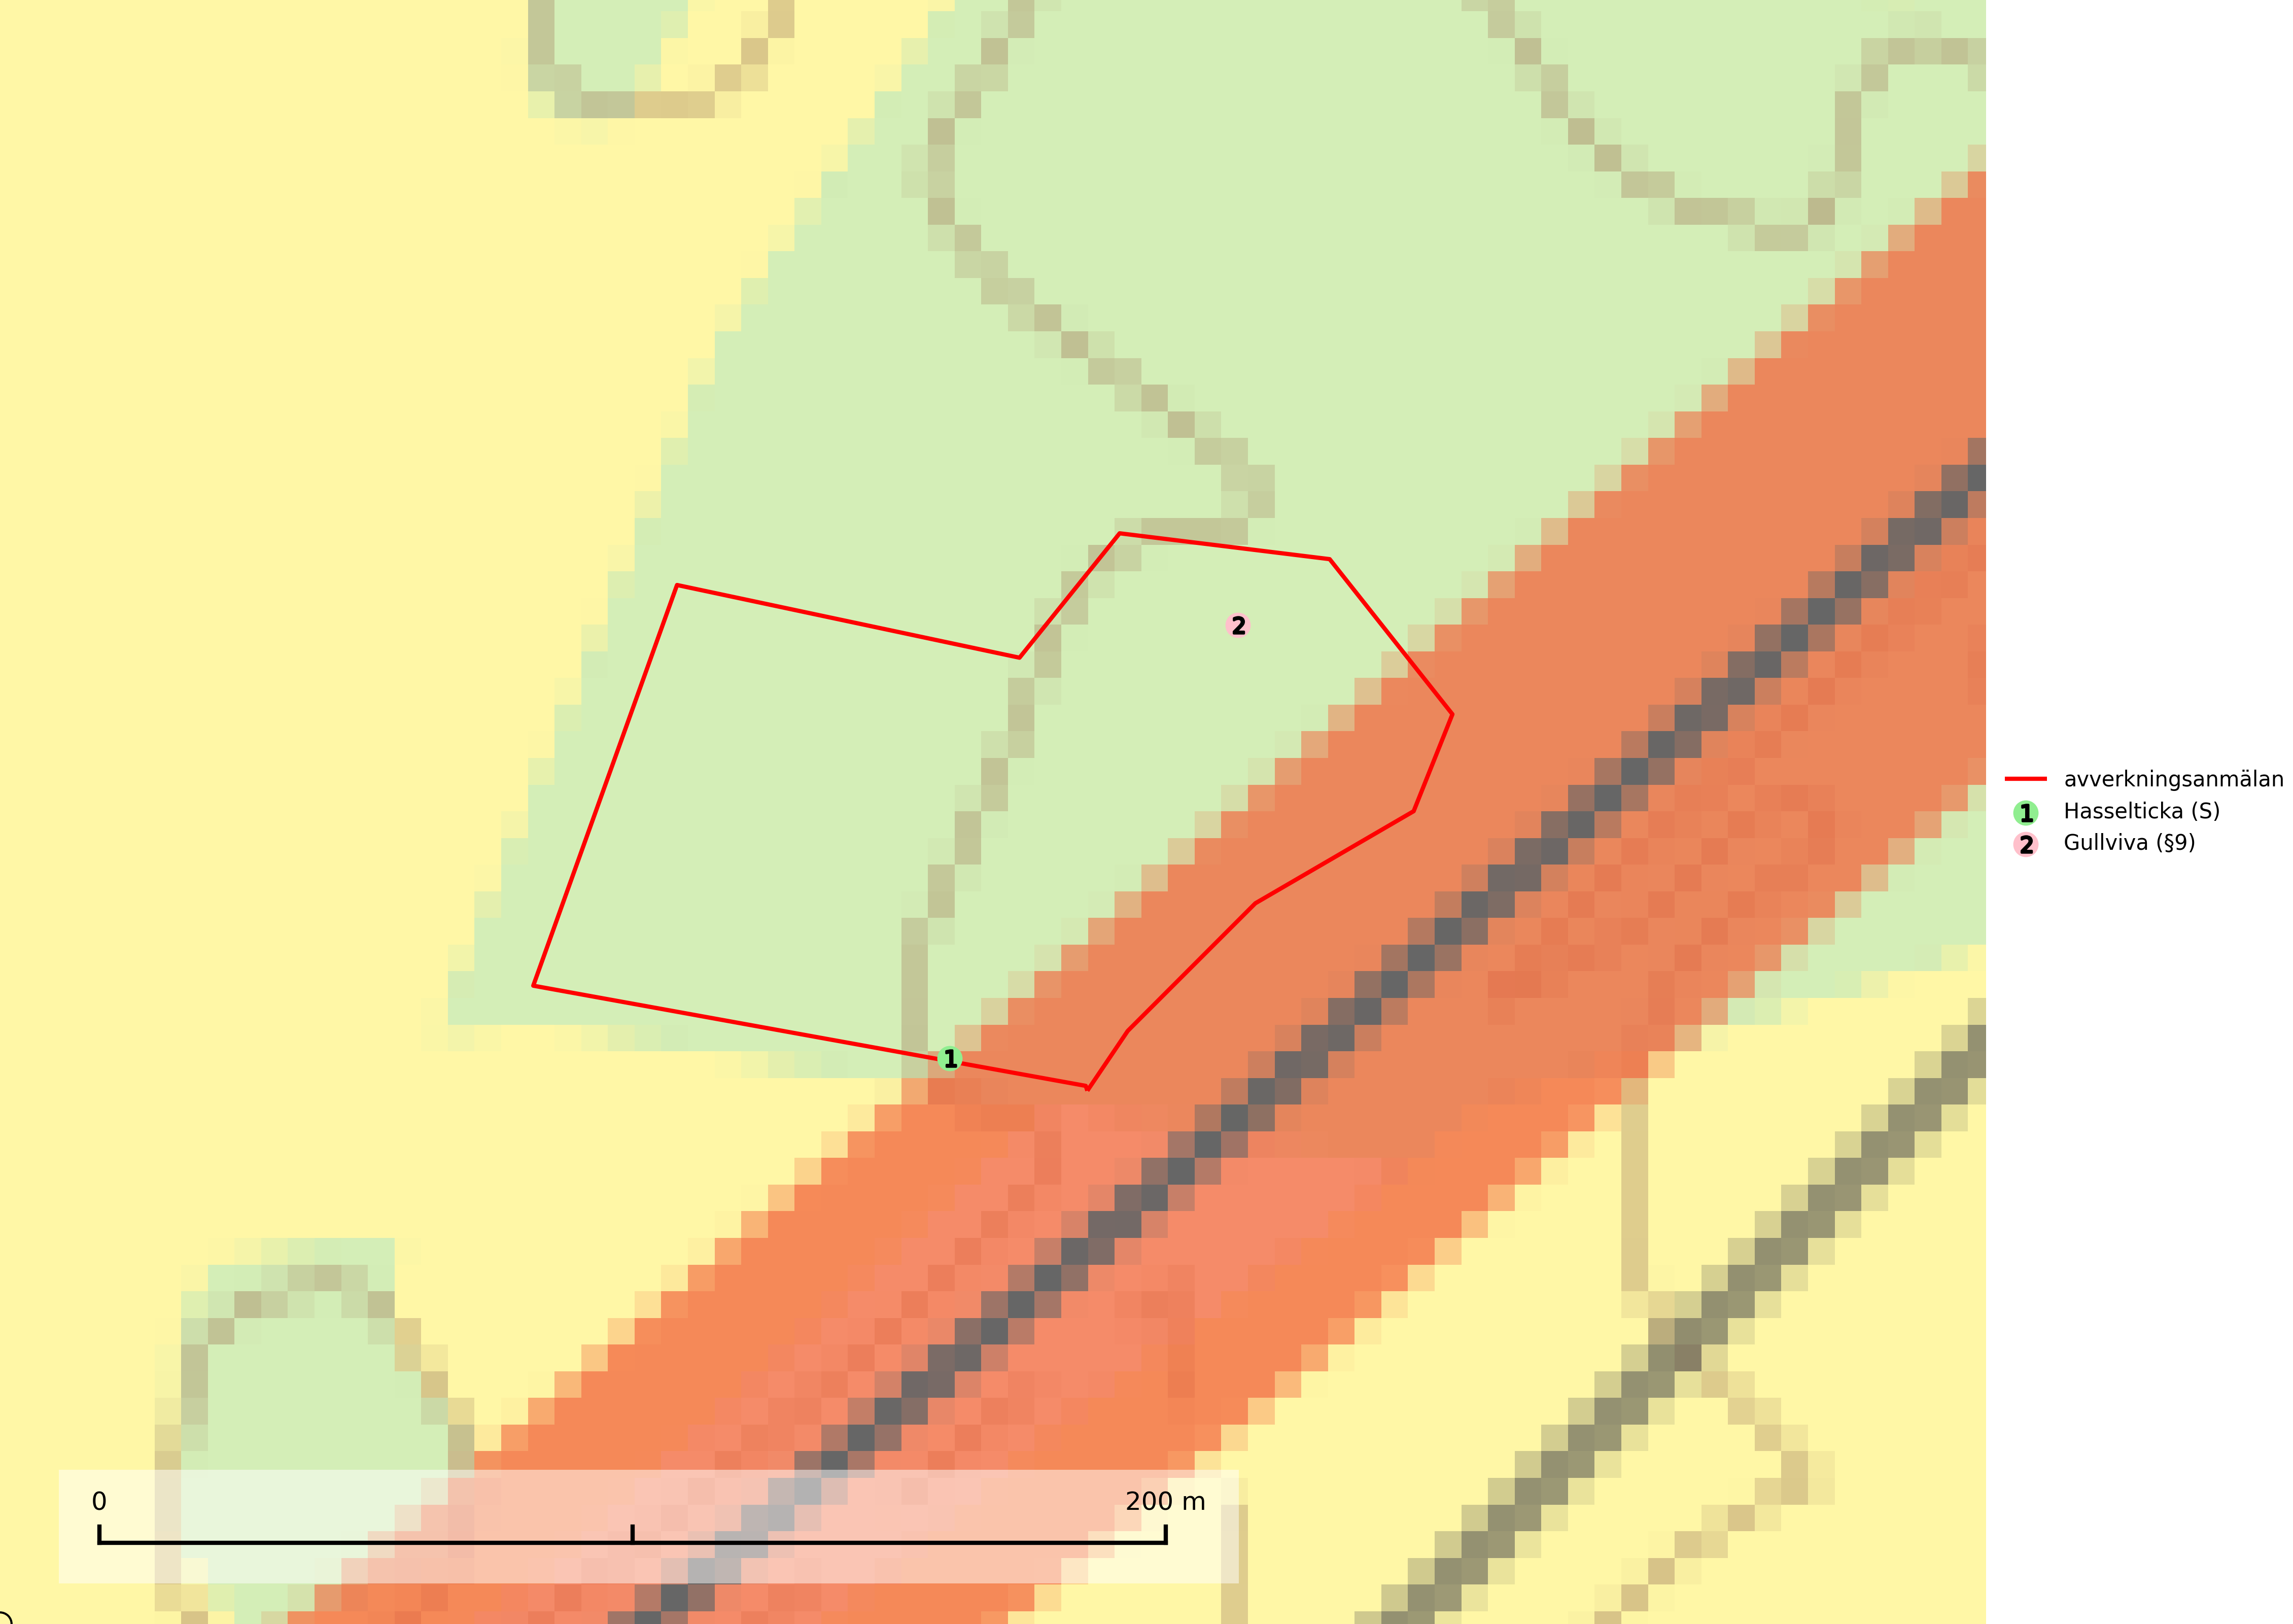 2
avverkningsanmälan
1 Hasselticka (S)
2 Gullviva (§9)
1
0 200 m